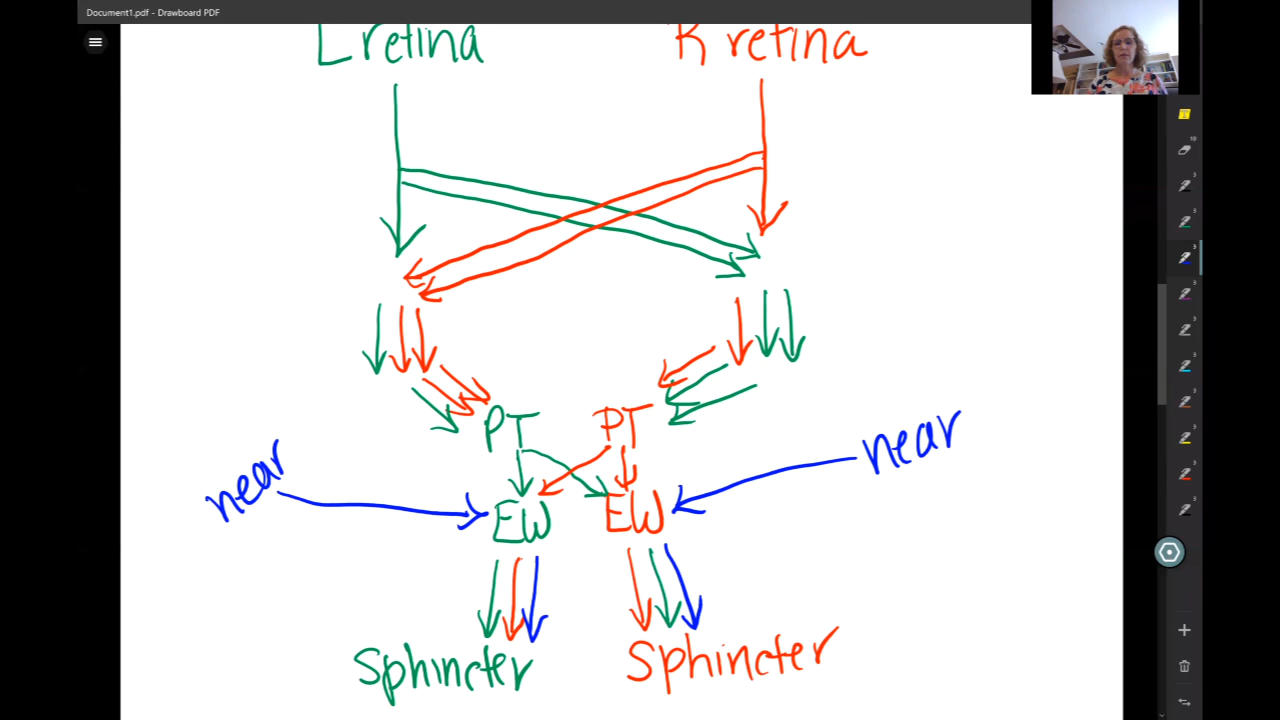 Document1.pdf - Drawboard PDF
L retina R retina
PT PT
near near
EW EW
Sphincter Sphincter